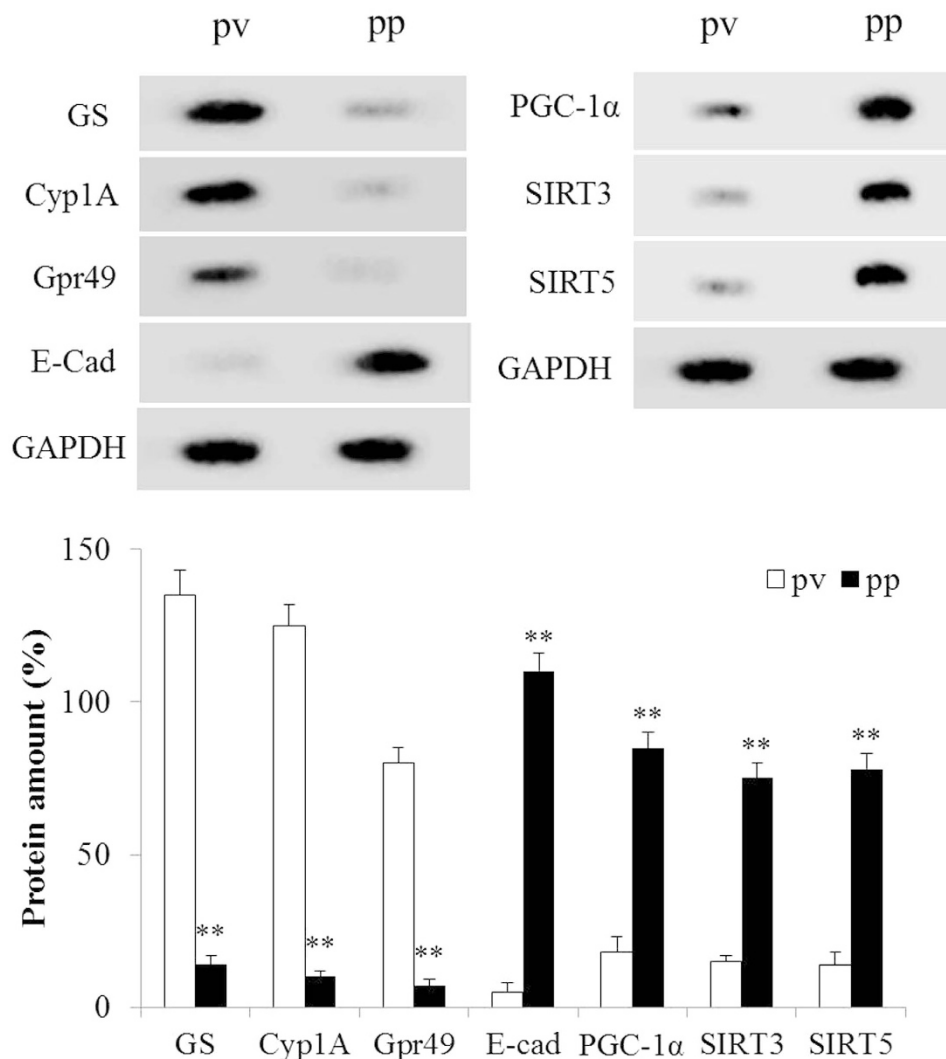 pv pp
GS
Cyp1A
Gpr49
E-Cad
GAPDH
pv pp
PGC-1α
SIRT3
SIRT5
GAPDH
Protein amount (%)
150
100
50
0
pv pp
**
**
**
**
**
**
**
GS Cyp1A Gpr49 E-cad PGC-1α SIRT3 SIRT5